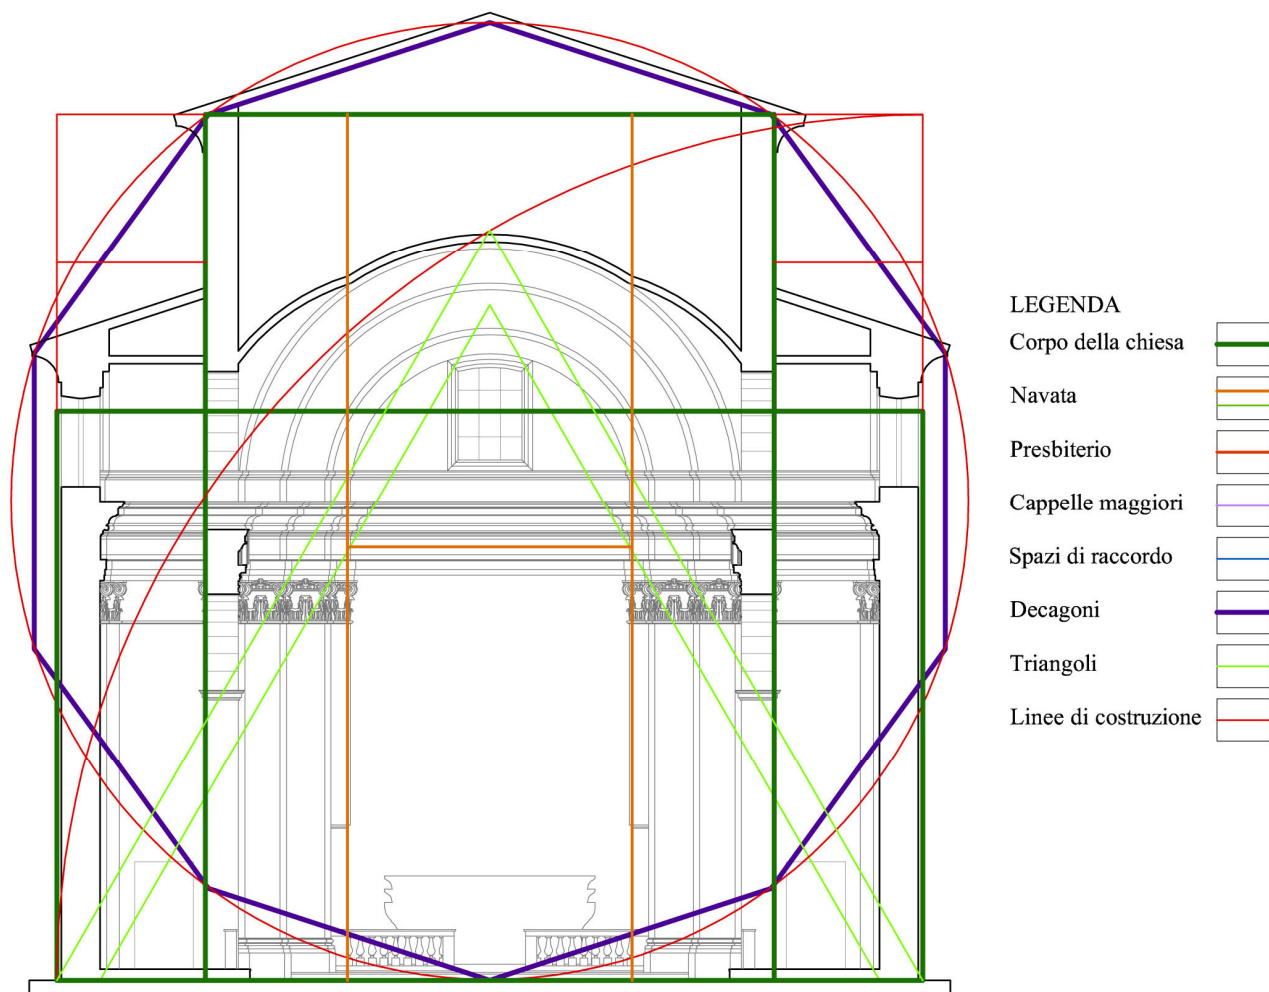 LEGENDA
Corpo della chiesa
Navata
Presbiterio
Cappelle maggiori
Spazi di raccordo
Decagoni
Triangoli
Linee di costruzione